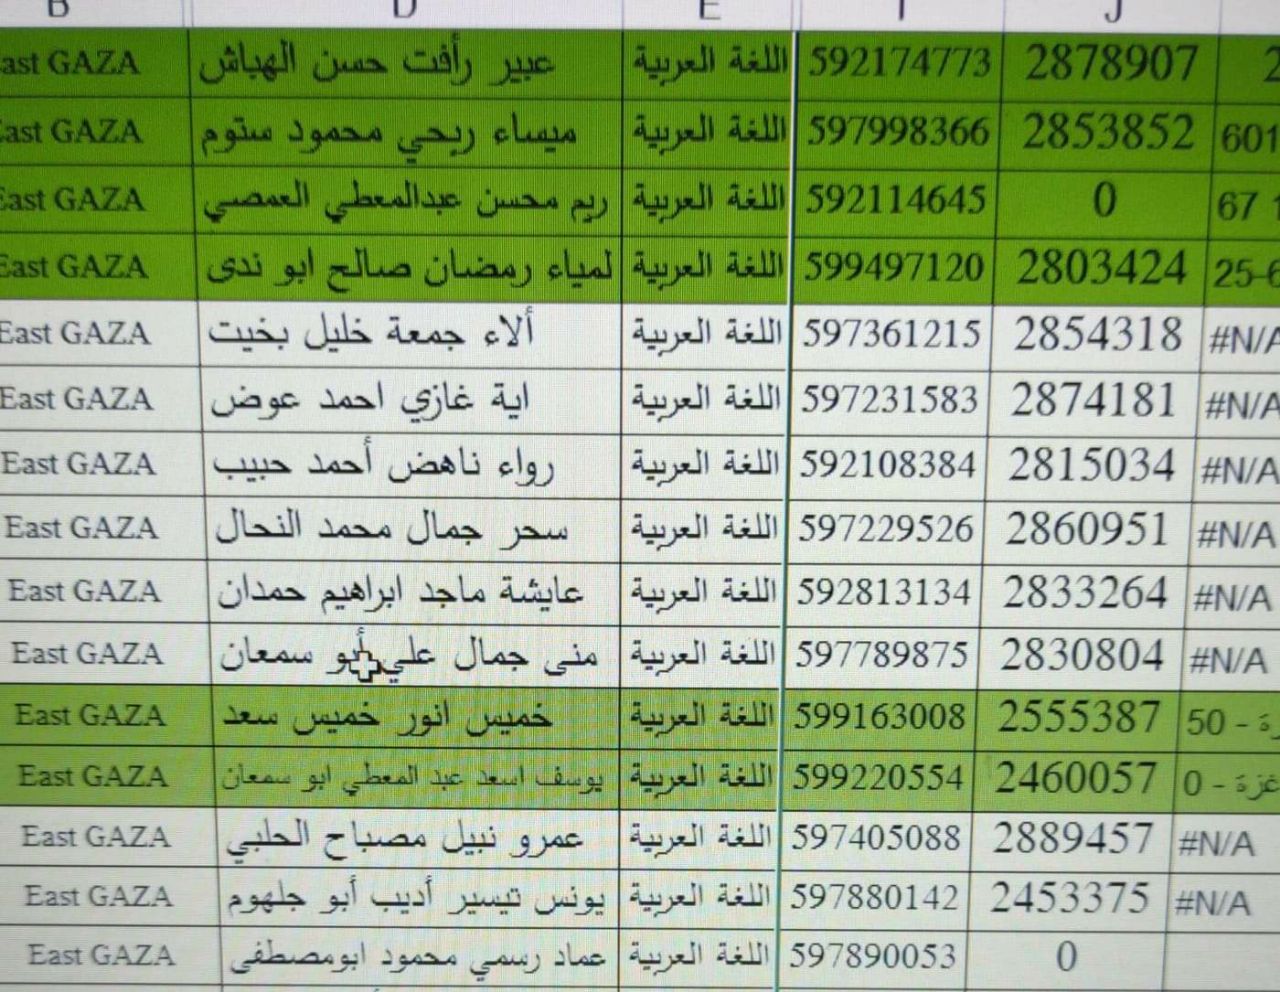 B D E I J
East GAZA عبير رأفت حسن الهباش اللغة العربية 592174773 2878907 2
East GAZA ميساء ربحي محمود ستوم اللغة العربية 597998366 2853852 601
East GAZA ريم محسن عبدالمعطي العمصي اللغة العربية 592114645 0 67 1
East GAZA لمياء رمضان صالح ابو ندى اللغة العربية 599497120 2803424 25-6
East GAZA ألاء جمعة خليل بخيت اللغة العربية 597361215 2854318 #N/A
East GAZA اية غازي احمد عوض اللغة العربية 597231583 2874181 #N/A
East GAZA رواء ناهض أحمد حبيب اللغة العربية 592108384 2815034 #N/A
East GAZA سحر جمال محمد النحال اللغة العربية 597229526 2860951 #N/A
East GAZA عايشة ماجد ابراهيم حمدان اللغة العربية 592813134 2833264 #N/A
East GAZA منى جمال علي أبو سمعان اللغة العربية 597789875 2830804 #N/A
East GAZA خميس انور خميس سعد اللغة العربية 599163008 2555387 50 -
East GAZA يوسف اسعد عبد المعطي ابو سمعان اللغة العربية 599220554 2460057 غزة - 0
East GAZA عمرو نبيل مصباح الحلبي اللغة العربية 597405088 2889457 #N/A
East GAZA يونس تيسير أديب أبو جلهوم اللغة العربية 597880142 2453375 #N/A
East GAZA عماد رسمي محمود ابومصطفى اللغة العربية 597890053 0